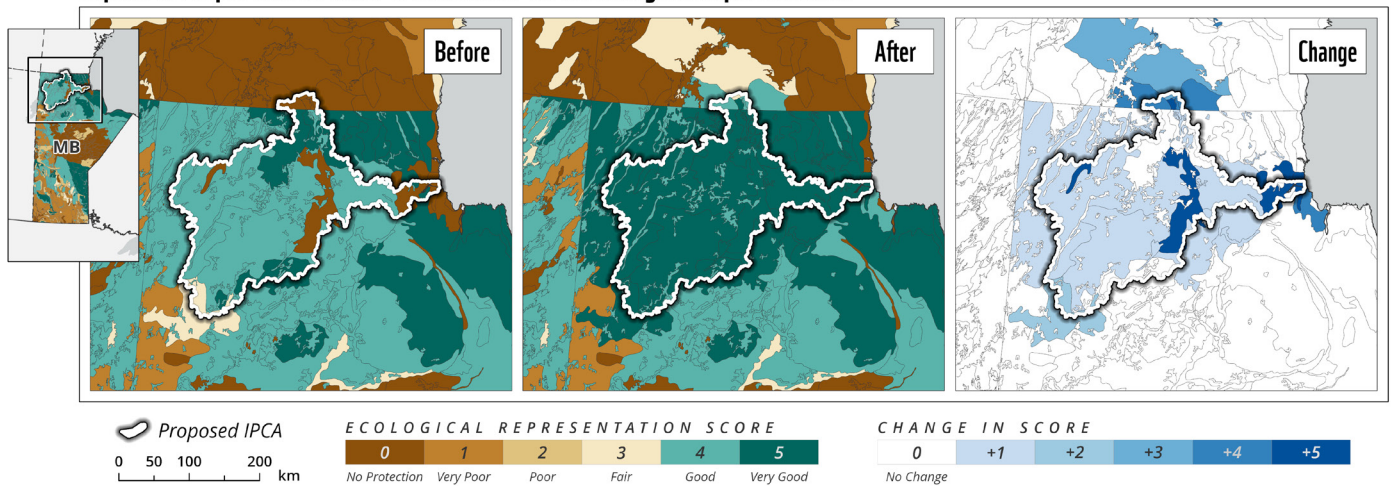 Before
After
Change
MB
Proposed IPCA
0 50 100 200 km
ECOLOGICAL REPRESENTATION SCORE
0 1 2 3 4 5
No Protection Very Poor Poor Fair Good Very Good
CHANGE IN SCORE
0 +1 +2 +3 +4 +5
No Change